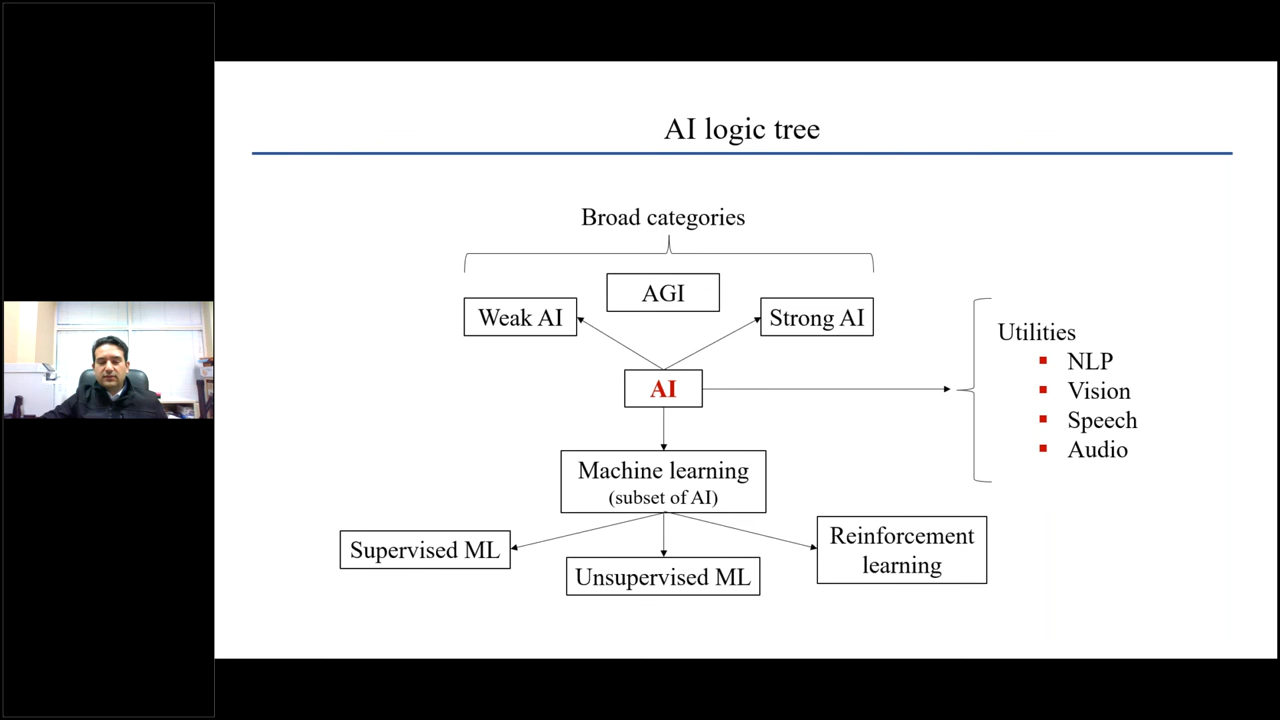 AI logic tree
Broad categories
AGI
Weak AI
Strong AI
AI
Utilities
NLP
Vision
Speech
Audio
Machine learning
(subset of AI)
Supervised ML
Unsupervised ML
Reinforcement
learning